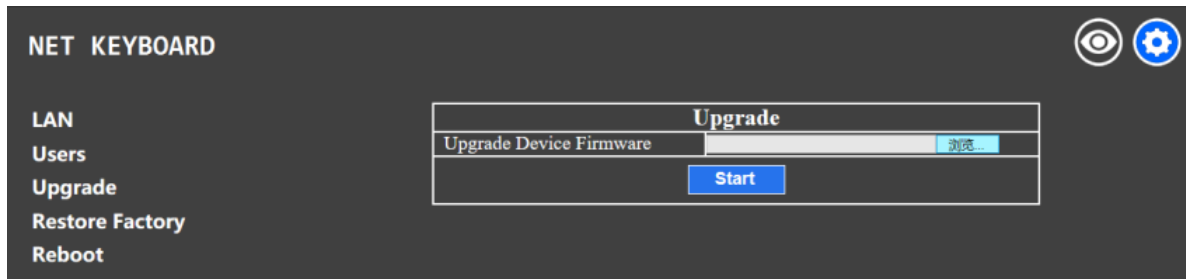 NET KEYBOARD
LAN
Users
Upgrade
Restore Factory
Reboot
Upgrade
Upgrade Device Firmware 浏览...
Start